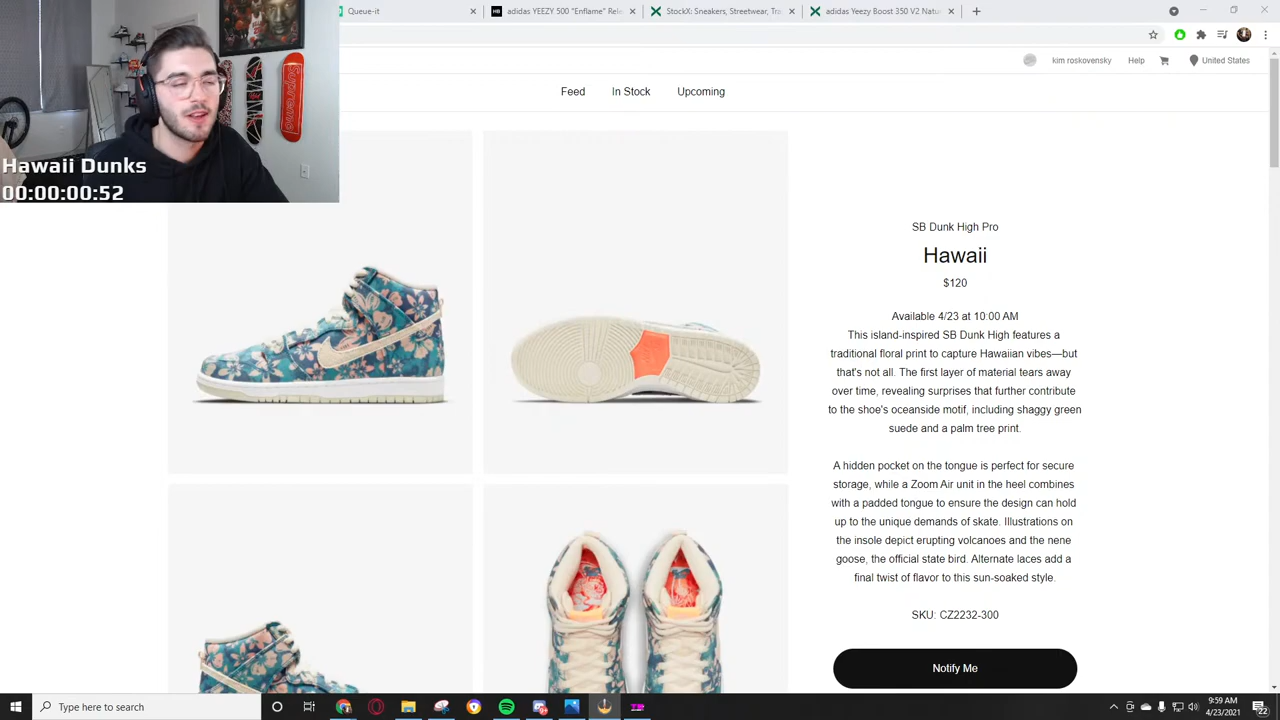 Queue-it
adidas YEEZY 500 "Enflame" Rele
StockX: Sneakers, Streetwear, Tra
adidas Yeezy Boost 350 V2 Natu
kim roskovensky
Help
United States
Feed
In Stock
Upcoming
Supreme
Hawaii Dunks
00:00:00:52
SB Dunk High Pro
Hawaii
$120
Available 4/23 at 10:00 AM
This island-inspired SB Dunk High features a
traditional floral print to capture Hawaiian vibes—but
that's not all. The first layer of material tears away
over time, revealing surprises that further contribute
to the shoe's oceanside motif, including shaggy green
suede and a palm tree print.
A hidden pocket on the tongue is perfect for secure
storage, while a Zoom Air unit in the heel combines
with a padded tongue to ensure the design can hold
up to the unique demands of skate. Illustrations on
the insole depict erupting volcanoes and the nene
goose, the official state bird. Alternate laces add a
final twist of flavor to this sun-soaked style.
SKU: CZ2232-300
Notify Me
Type here to search
9:59 AM
4/23/2021
22